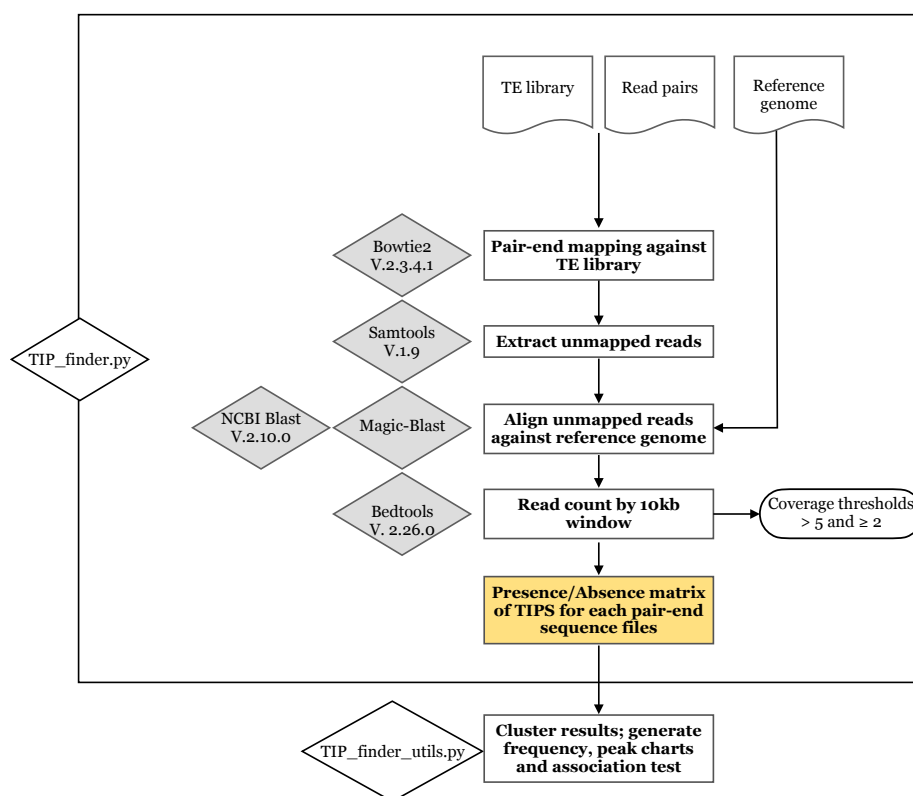 TE library
Read pairs
Reference
genome
Bowtie2
V.2.3.4.1
Pair-end mapping against
TE library
Samtools
V.1.9
Extract unmapped reads
TIP_finder.py
NCBI Blast
V.2.10.0
Magic-Blast
Align unmapped reads
against reference genome
Bedtools
V. 2.26.0
Read count by 10kb
window
Coverage thresholds
> 5 and ≥ 2
Presence/Absence matrix
of TIPS for each pair-end
sequence files
TIP_finder_utils.py
Cluster results; generate
frequency, peak charts
and association test